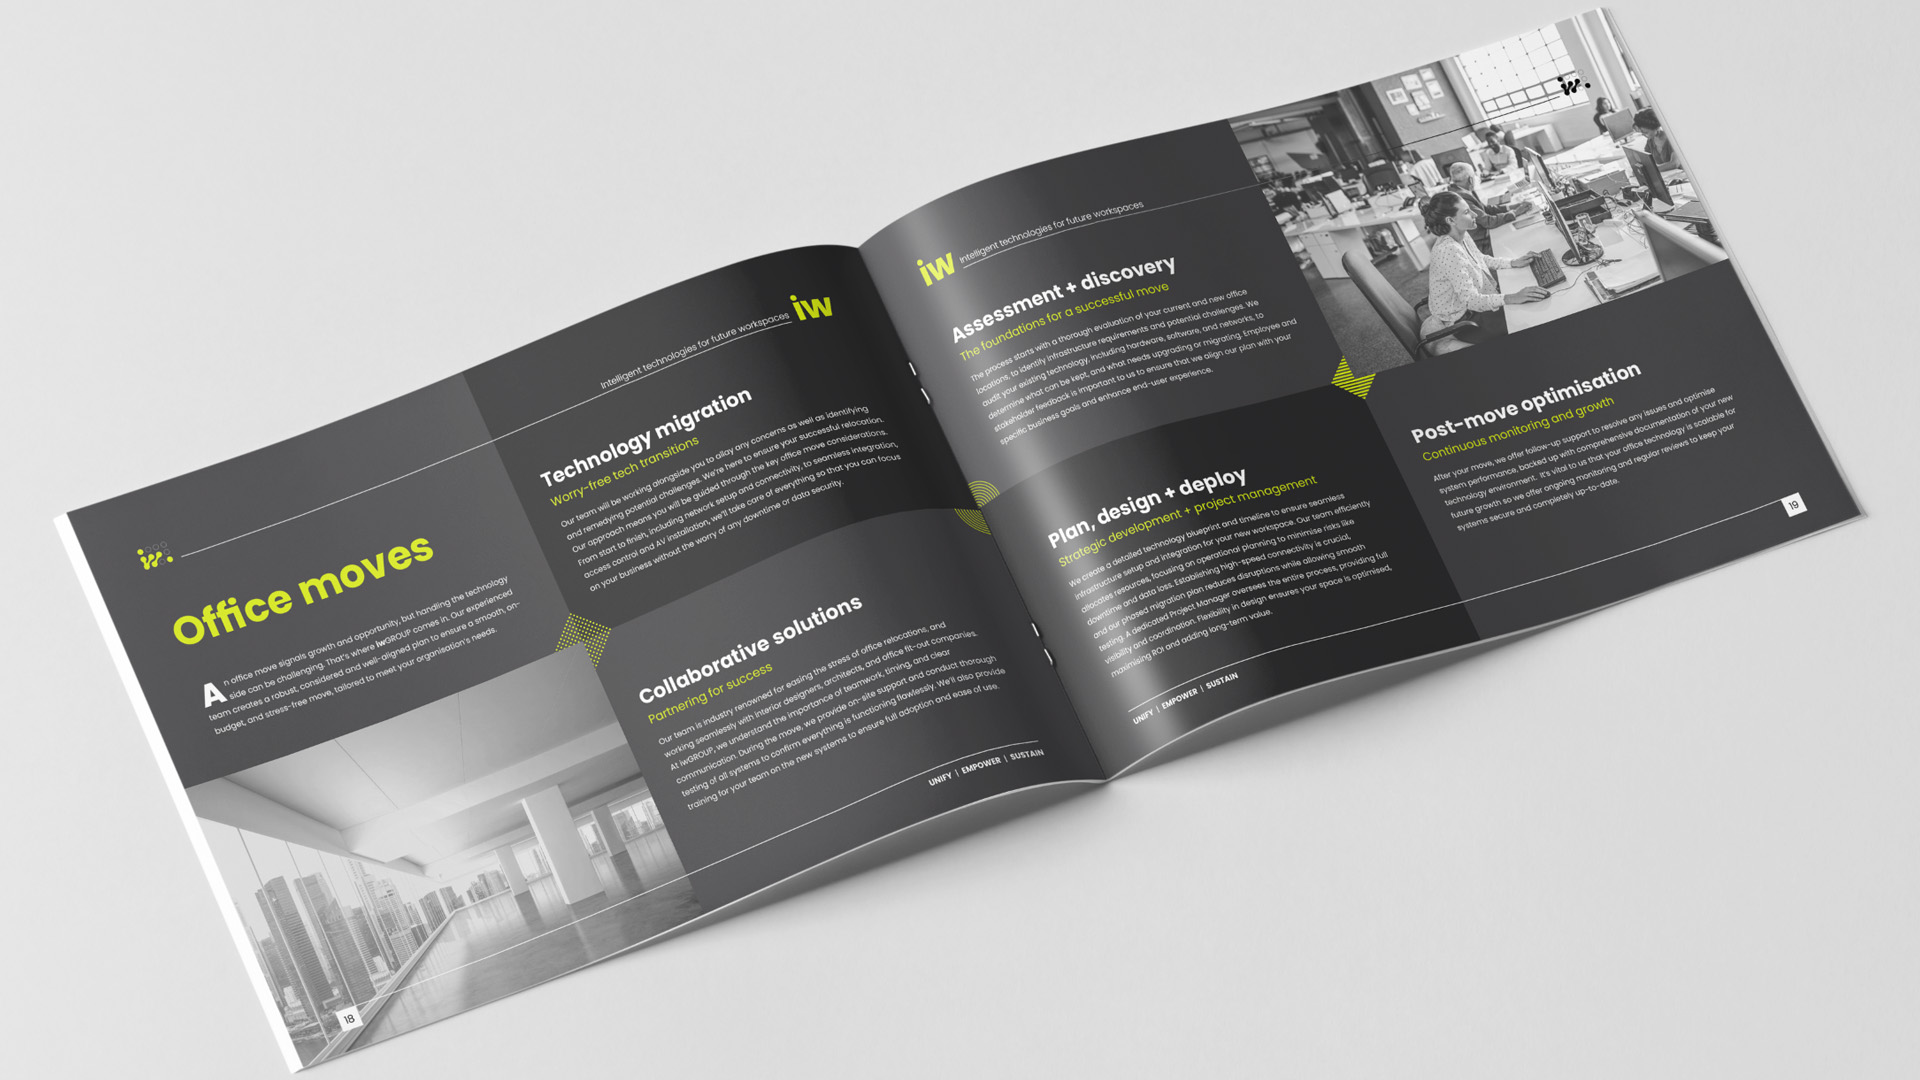 iw.
Office moves
An office move signals growth and opportunity, but handling the technology
side can be challenging. That's where iwGROUP comes in. Our experienced
team creates a robust, considered and well-aligned plan to ensure a smooth, on-
budget, and stress-free move, tailored to meet your organisation's needs.
18
Intelligent technologies for future workspaces iw
Technology migration
Worry-free tech transitions
Our team will be working alongside you to allay any concerns as well as identifying
and remedying potential challenges. We're here to ensure your successful relocation.
Our approach means you will be guided through the key office move considerations.
From start to finish, including network setup and connectivity, to seamless integration,
access control and AV installation, we'll take care of everything so that you can focus
on your business without the worry of any downtime or data security.
Collaborative solutions
Partnering for success
Our team is industry renowned for easing the stress of office relocations, and
working seamlessly with interior designers, architects, and office fit-out companies.
At iwGROUP, we understand the importance of teamwork, timing, and clear
communication. During the move, we provide on-site support and conduct thorough
testing of all systems to confirm everything is functioning flawlessly. We'll also provide
training for your team on the new systems to ensure full adoption and ease of use.
UNIFY | EMPOWER | SUSTAIN
iw intelligent technologies for future workspaces
Assessment + discovery
The foundations for a successful move
The process starts with a thorough evaluation of your current and new office
locations, to identify infrastructure requirements and potential challenges. We
audit your existing technology, including hardware, software, and networks, to
determine what can be kept, and what needs upgrading or migrating. Employee and
stakeholder feedback is important to us to ensure that we align our plan with your
specific business goals and enhance end-user experience.
Plan, design + deploy
Strategic development + project management
We create a detailed technology blueprint and timeline to ensure seamless
infrastructure setup and integration for your new workspace. Our team efficiently
allocates resources, focusing on operational planning to minimise risks like
downtime and data loss. Establishing high-speed connectivity is crucial,
and our phased migration plan reduces disruptions while allowing smooth
testing. A dedicated Project Manager oversees the entire process, providing full
visibility and coordination. Flexibility in design ensures your space is optimised,
maximising ROI and adding long-term value.
UNIFY | EMPOWER | SUSTAIN
iw.
Post-move optimisation
Continuous monitoring and growth
After your move, we offer follow-up support to resolve any issues and optimise
system performance, backed up with comprehensive documentation of your new
technology environment. It's vital to us that your office technology is scalable for
future growth so we offer ongoing monitoring and regular reviews to keep your
systems secure and completely up-to-date.
19